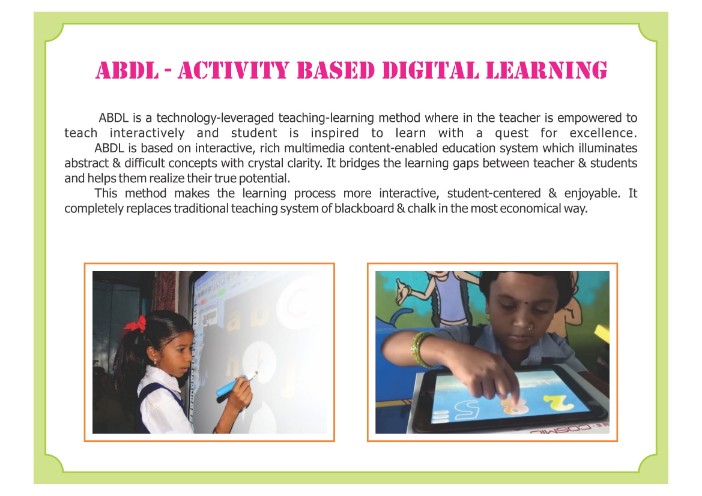 ABDL - ACTIVITY BASED DIGITAL LEARNING
ABDL is a technology-leveraged teaching-learning method where in the teacher is empowered to
teach interactively and student is inspired to learn with a quest for excellence.
ABDL is based on interactive, rich multimedia content-enabled education system which illuminates
abstract & difficult concepts with crystal clarity. It bridges the learning gaps between teacher & students
and helps them realize their true potential.
This method makes the learning process more interactive, student-centered & enjoyable. It
completely replaces traditional teaching system of blackboard & chalk in the most economical way.